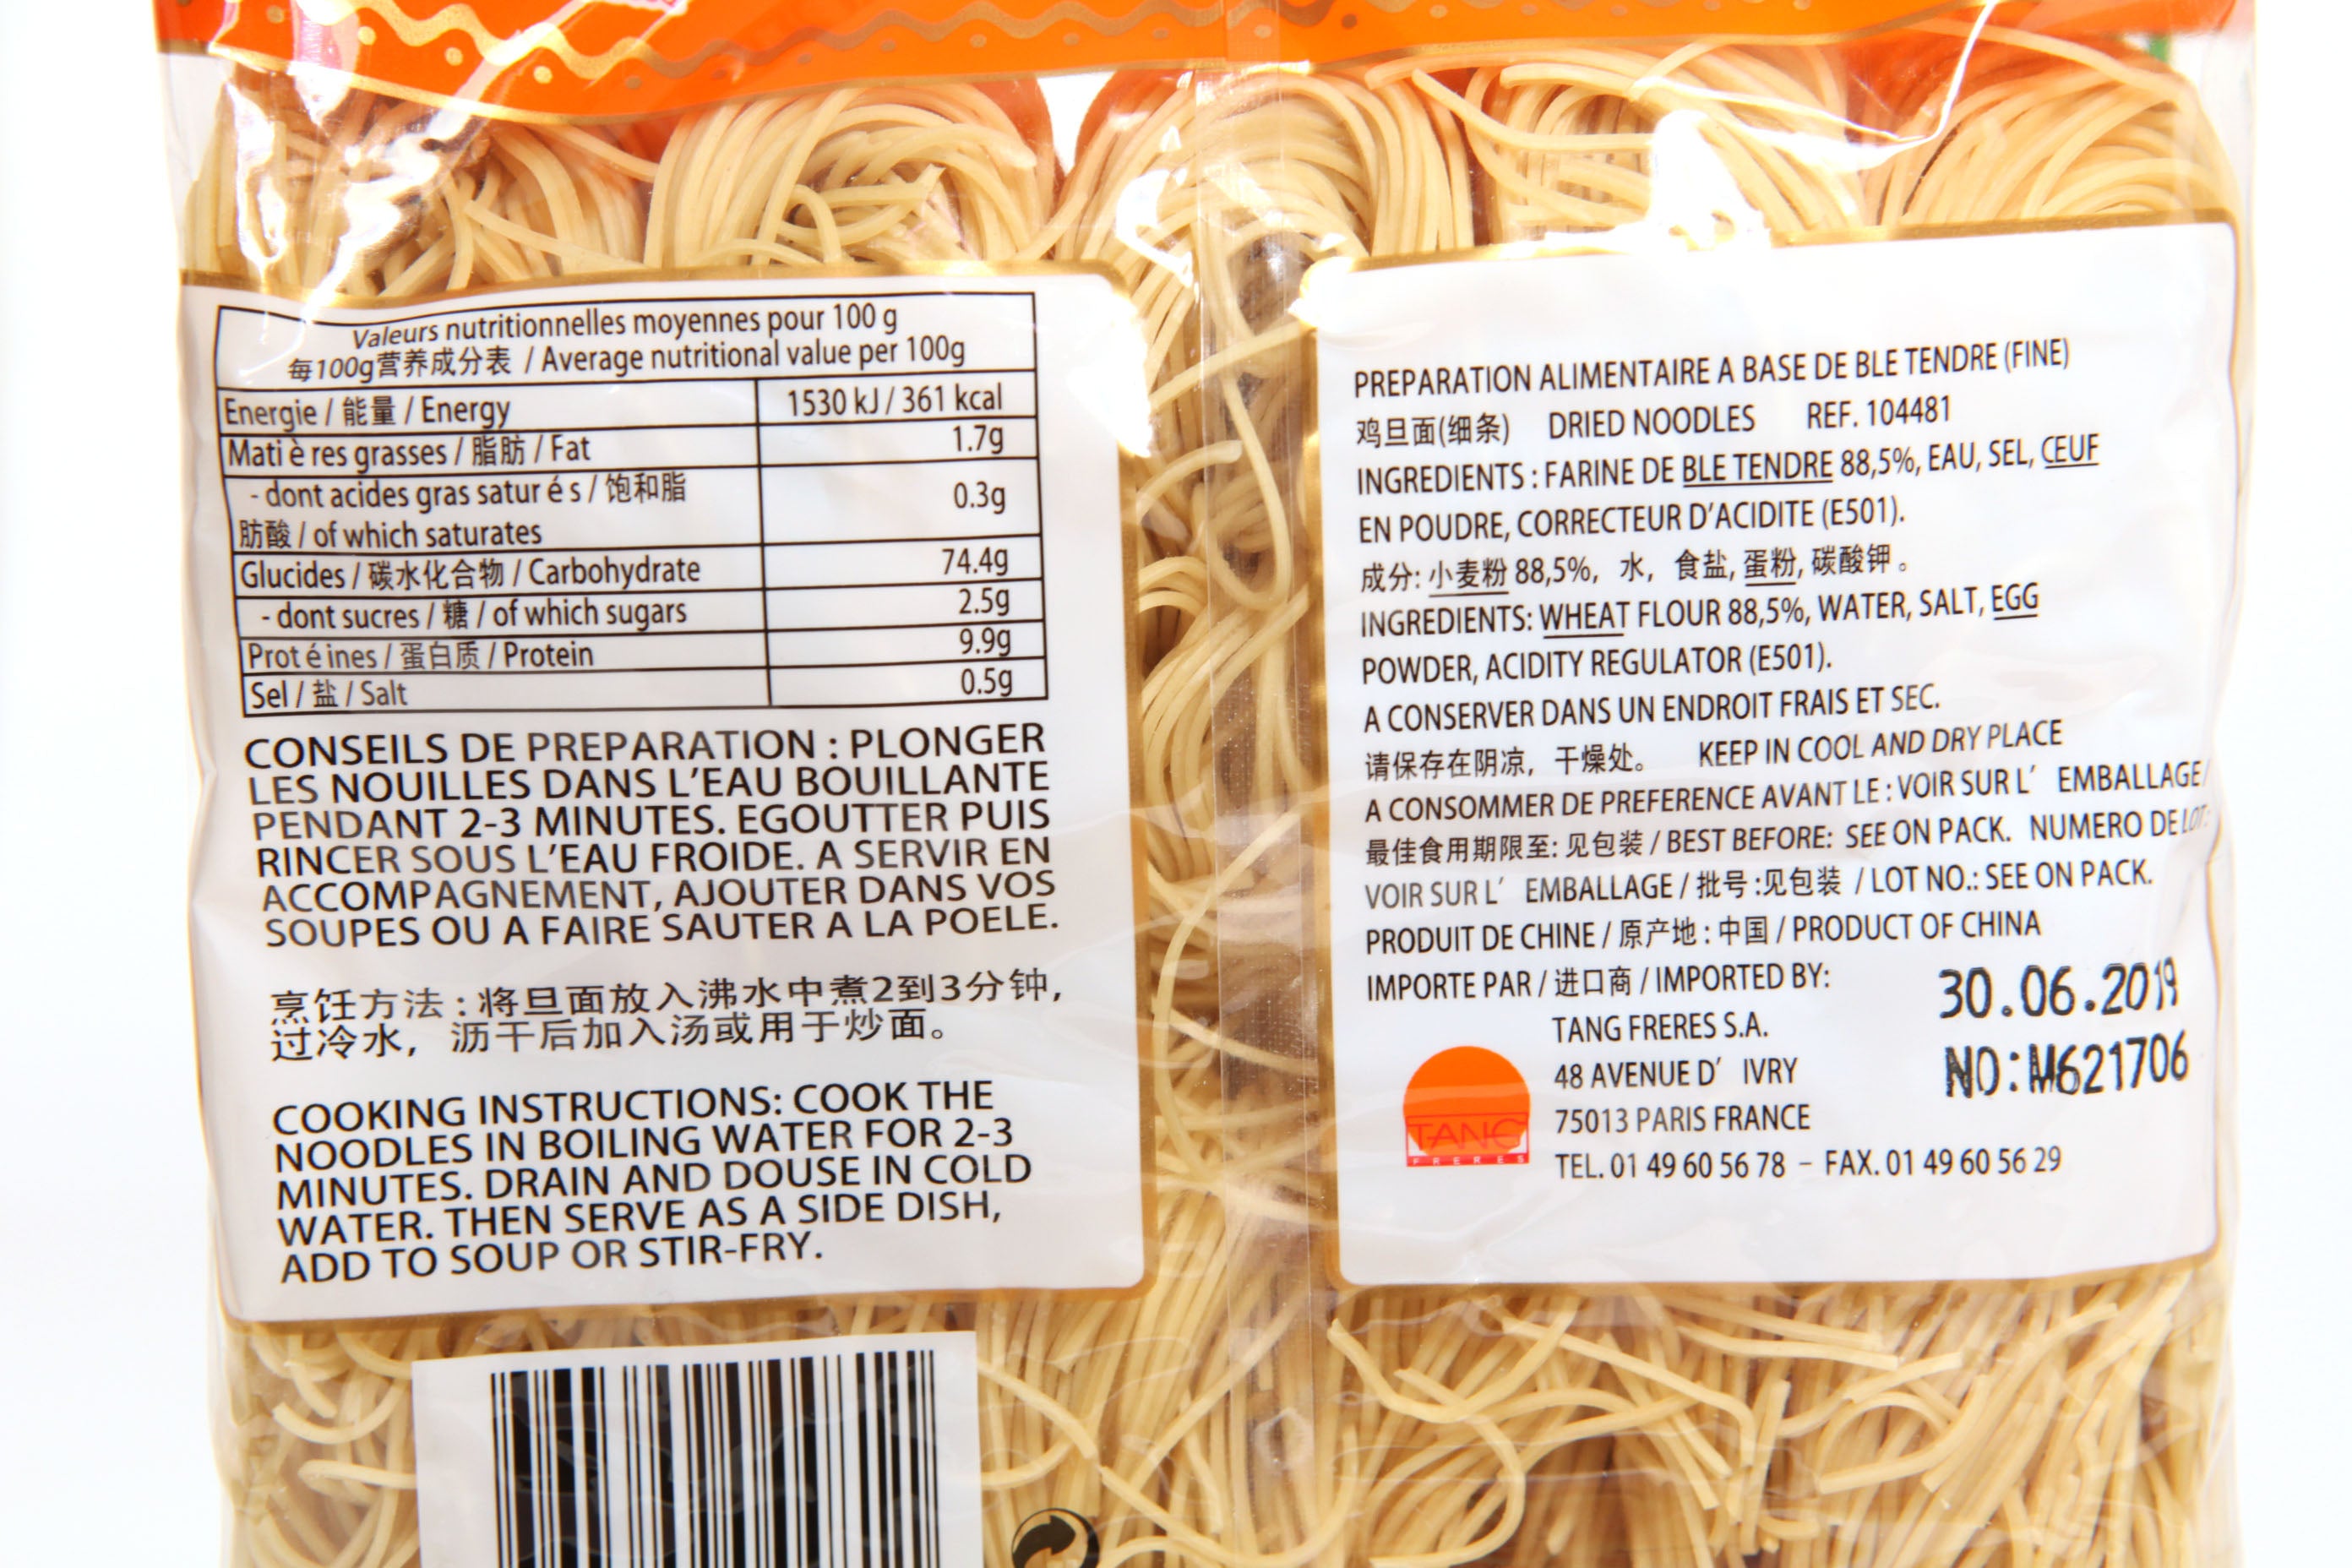 Valeurs nutritionnelles moyennes pour 100 g
每100g营养成分表 / Average nutritional value per 100g
Energie / 能量 / Energy 1530 kJ / 361 kcal
Mati è res grasses / 脂肪 / Fat 1.7g
- dont acides gras satur é s / 饱和脂
肪酸 / of which saturates 0.3g
Glucides / 碳水化合物 / Carbohydrate 74.4g
- dont sucres / 糖 / of which sugars 2.5g
Prot é ines / 蛋白质 / Protein 9.9g
Sel / 盐 / Salt 0.5g
CONSEILS DE PREPARATION : PLONGER
LES NOUILLES DANS L'EAU BOUILLANTE
PENDANT 2-3 MINUTES. EGOUTTER PUIS
RINCER SOUS L'EAU FROIDE. A SERVIR EN
ACCOMPAGNEMENT, AJOUTER DANS VOS
SOUPES OU A FAIRE SAUTER A LA POELE.
烹饪方法 : 将旦面放入沸水中煮2到3分钟,
过冷水, 沥干后加入汤或用于炒面。
COOKING INSTRUCTIONS: COOK THE
NOODLES IN BOILING WATER FOR 2-3
MINUTES. DRAIN AND DOUSE IN COLD
WATER. THEN SERVE AS A SIDE DISH,
ADD TO SOUP OR STIR-FRY.
PREPARATION ALIMENTAIRE A BASE DE BLE TENDRE (FINE)
鸡旦面(细条) DRIED NOODLES REF. 104481
INGREDIENTS : FARINE DE BLE TENDRE 88,5%, EAU, SEL, ŒUF
EN POUDRE, CORRECTEUR D'ACIDITE (E501).
成分: 小麦粉 88,5%, 水, 食盐, 蛋粉, 碳酸钾。
INGREDIENTS: WHEAT FLOUR 88,5%, WATER, SALT, EGG
POWDER, ACIDITY REGULATOR (E501).
A CONSERVER DANS UN ENDROIT FRAIS ET SEC.
请保存在阴凉, 干燥处。 KEEP IN COOL AND DRY PLACE
A CONSOMMER DE PREFERENCE AVANT LE : VOIR SUR L' EMBALLAGE/
最佳食用期限至: 见包装 / BEST BEFORE: SEE ON PACK. NUMERO DE LOT:
VOIR SUR L' EMBALLAGE / 批号 :见包装 / LOT NO.: SEE ON PACK.
PRODUIT DE CHINE / 原产地 : 中国 / PRODUCT OF CHINA
IMPORTE PAR / 进口商 / IMPORTED BY:
TANG FRERES S.A.
48 AVENUE D' IVRY
75013 PARIS FRANCE
TEL. 01 49 60 56 78 - FAX. 01 49 60 56 29
TANG
FRERES
30.06.2019
NO:M621706